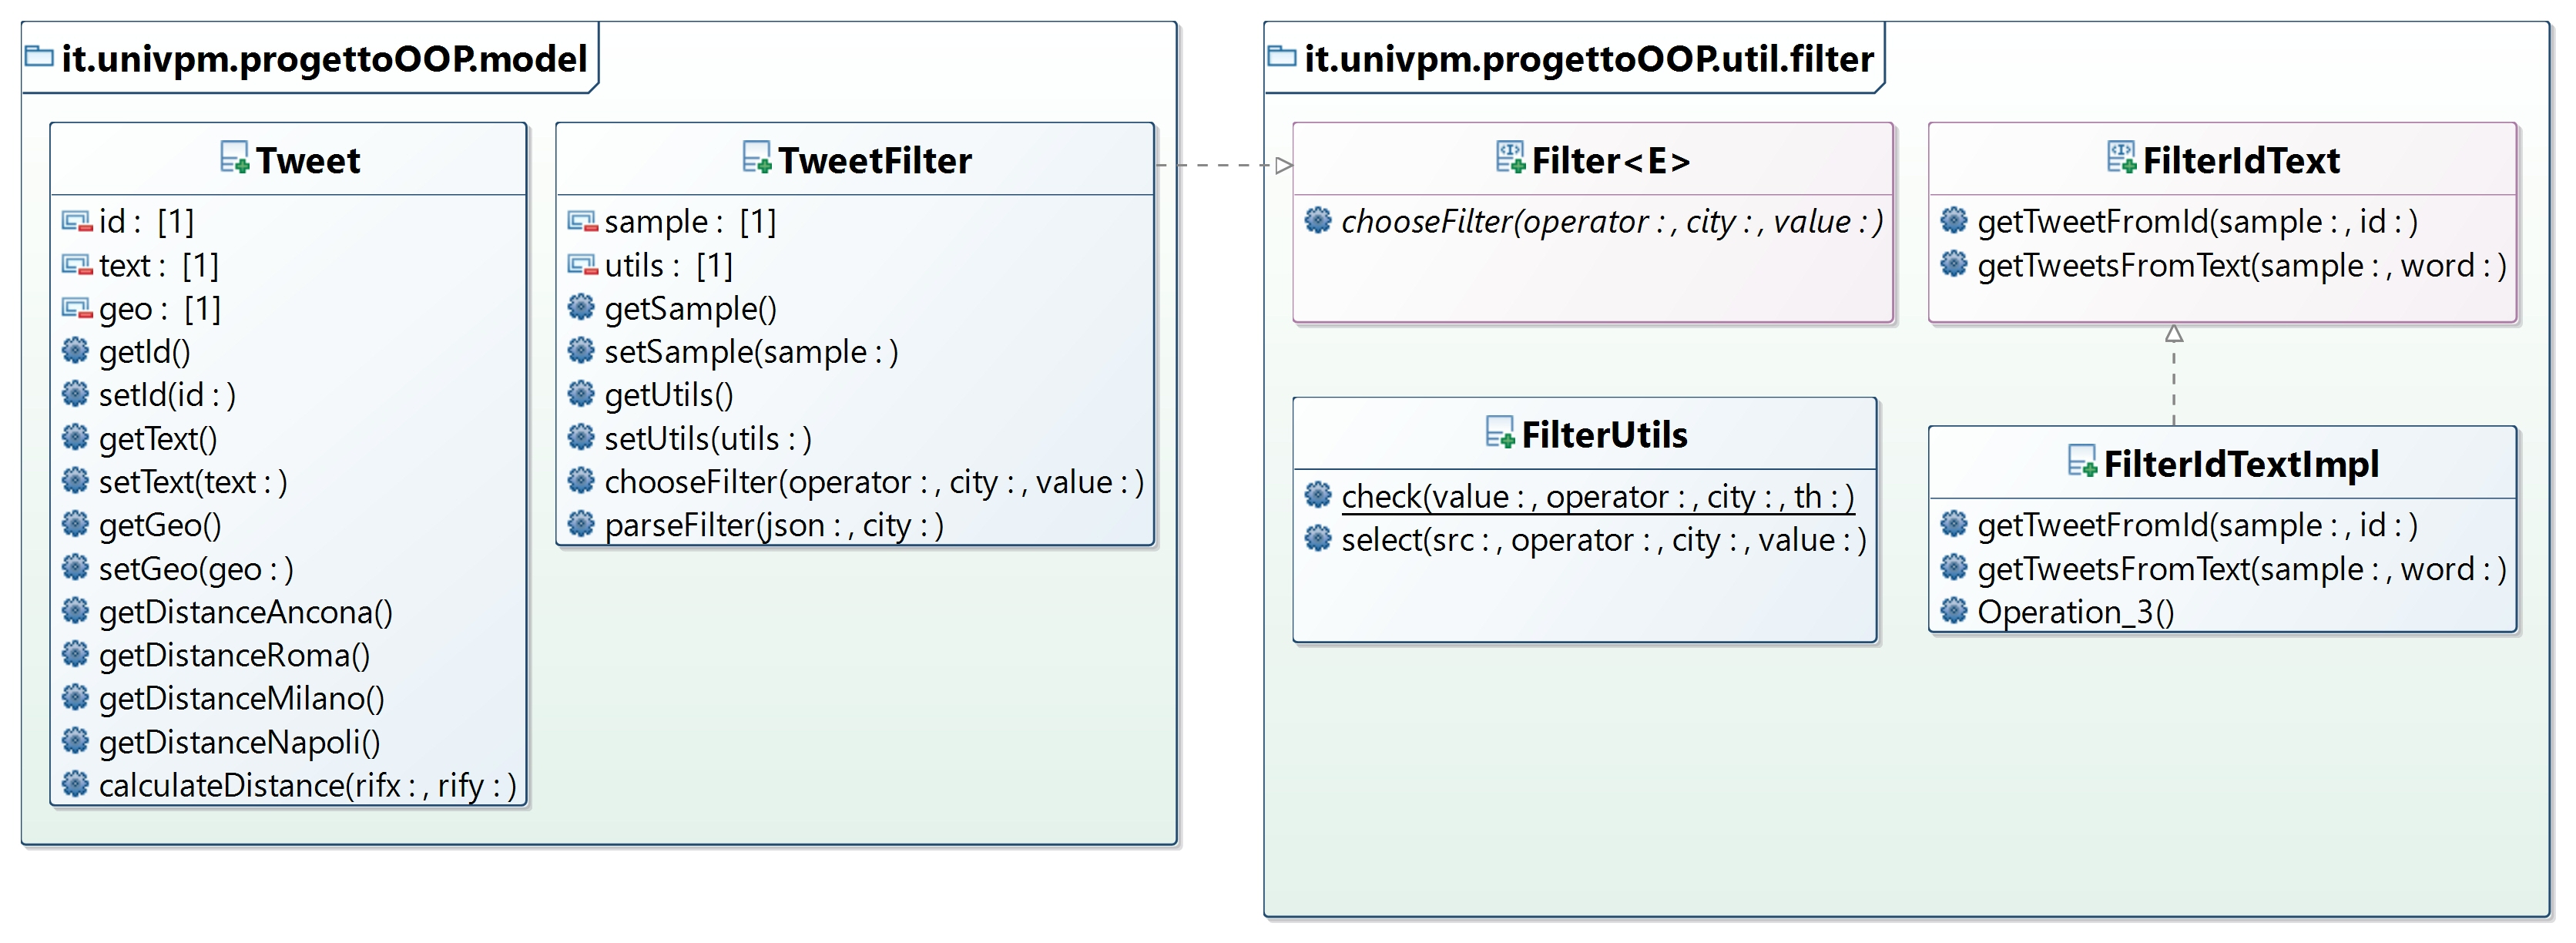 it.univpm.progettoOOP.model
Tweet
id : [1]
text : [1]
geo : [1]
getId()
setId(id : )
getText()
setText(text : )
getGeo()
setGeo(geo : )
getDistanceAncona()
getDistanceRoma()
getDistanceMilano()
getDistanceNapoli()
calculateDistance(rifx : , rify : )
TweetFilter
sample : [1]
utils : [1]
getSample()
setSample(sample : )
getUtils()
setUtils(utils : )
chooseFilter(operator : , city : , value : )
parseFilter(json : , city : )
it.univpm.progettoOOP.util.filter
Filter<E>
chooseFilter(operator : , city : , value : )
FilterIdText
getTweetFromId(sample : , id : )
getTweetsFromText(sample : , word : )
FilterUtils
check(value : , operator : , city : , th : )
select(src : , operator : , city : , value : )
FilterIdTextImpl
getTweetFromId(sample : , id : )
getTweetsFromText(sample : , word : )
Operation_3()